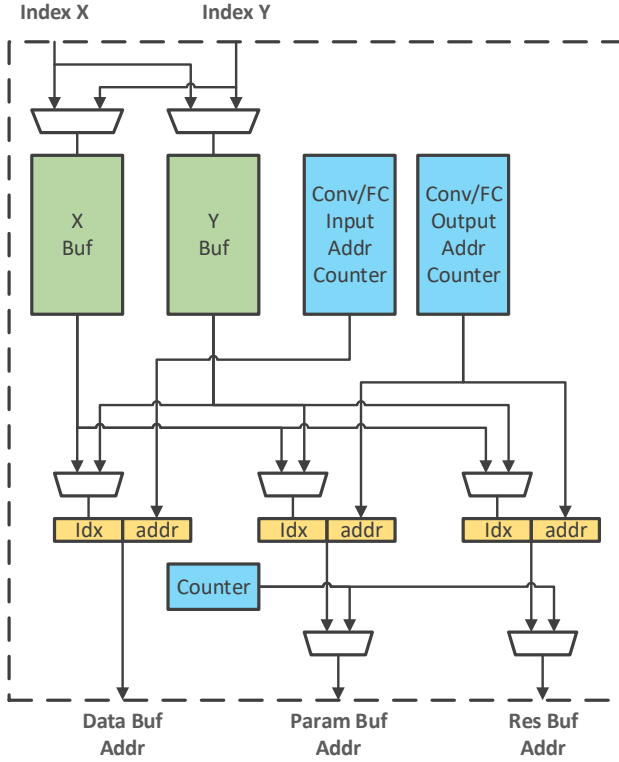 Index X
Index Y
X
Buf
Y
Buf
Conv/FC
Input
Addr
Counter
Conv/FC
Output
Addr
Counter
Idx
addr
Idx
addr
Idx
addr
Counter
Data Buf
Addr
Param Buf
Addr
Res Buf
Addr